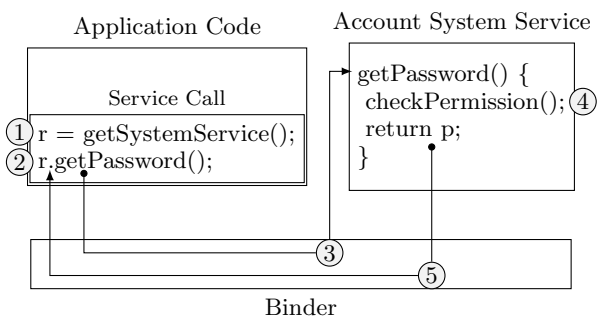 Application Code
Account System Service
Service Call
1 r = getSystemService();
2 r.getPassword();
getPassword() {
checkPermission(); 4
return p;
}
3
5
Binder